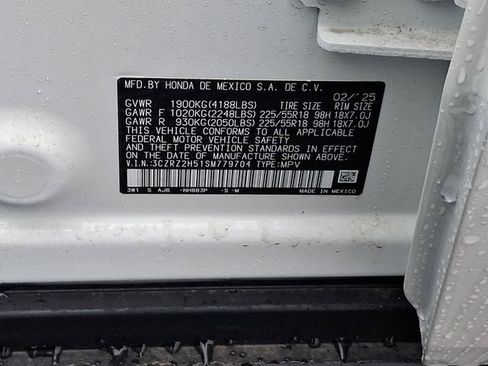 MFD.BY HONDA DE MEXICO S.A. DE C.V.
02/'25
GVWR 1900KG(4188LBS) TIRE SIZE RIM SIZE
GAWR F 1020KG(2248LBS) 225/55R18 98H 18X7.0J
GAWR R 930KG(2050LBS) 225/55R18 98H 18X7.0J
THIS VEHICLE CONFORMS TO ALL APPLICABLE
FEDERAL MOTOR VEHICLE SAFETY
AND THEFT PREVENTION STANDARDS IN EFFECT
ON THE DATE OF MANUFACTURE SHOWN ABOVE.
V.I.N.:3CZRZ2H51SM779704 TYPE:MPV
3W1 S AJ6 -NH883P -S -M MADE IN MEXICO